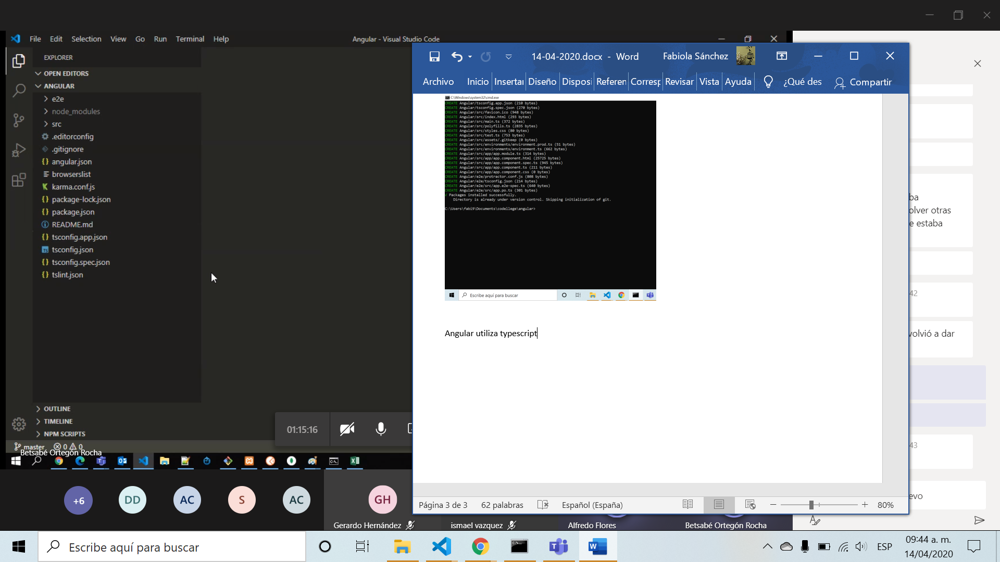 File Edit Selection View Go Run Terminal Help
Angular - Visual Studio Code
EXPLORER
OPEN EDITORS
ANGULAR
e2e
node_modules
src
.editorconfig
.gitignore
angular.json
browserslist
karma.conf.js
package-lock.json
package.json
README.md
tsconfig.app.json
tsconfig.json
tsconfig.spec.json
tslint.json
OUTLINE
TIMELINE
NPM SCRIPTS
master 0 0
Betsabé Ortegón Rocha
01:15:16
14-04-2020.docx - Word
Fabiola Sánchez
Archivo Inicio Insertar Diseño Disposi Referen Corresp Revisar Vista Ayuda ¿Qué des Compartir
C:\Windows\system32\cmd.exe
CREATE Angular/tsconfig.app.json (210 bytes)
CREATE Angular/tsconfig.spec.json (270 bytes)
CREATE Angular/src/favicon.ico (948 bytes)
CREATE Angular/src/index.html (293 bytes)
CREATE Angular/src/main.ts (372 bytes)
CREATE Angular/src/polyfills.ts (2835 bytes)
CREATE Angular/src/styles.css (80 bytes)
CREATE Angular/src/test.ts (753 bytes)
CREATE Angular/src/assets/.gitkeep (0 bytes)
CREATE Angular/src/environments/environment.prod.ts (51 bytes)
CREATE Angular/src/environments/environment.ts (662 bytes)
CREATE Angular/src/app/app.module.ts (314 bytes)
CREATE Angular/src/app/app.component.html (25725 bytes)
CREATE Angular/src/app/app.component.spec.ts (945 bytes)
CREATE Angular/src/app/app.component.ts (211 bytes)
CREATE Angular/src/app/app.component.css (0 bytes)
CREATE Angular/e2e/protractor.conf.js (808 bytes)
CREATE Angular/e2e/tsconfig.json (214 bytes)
CREATE Angular/e2e/src/app.e2e-spec.ts (640 bytes)
CREATE Angular/e2e/src/app.po.ts (301 bytes)
√ Packages installed successfully.
Directory is already under version control. Skipping initialization of git.
C:\Users\fabi9\Documents\codellege\angular>
Escribe aquí para buscar
Angular utiliza typescript
Página 3 de 3 62 palabras Español (España) 80%
ba
olver otras
e estaba
42
volvió a dar
43
evo
+6 DD AC S AC GH
Gerardo Hernández
ismael vazquez
Alfredo Flores
Betsabé Ortegón Rocha
Escribe aquí para buscar
ESP
09:44 a. m.
14/04/2020